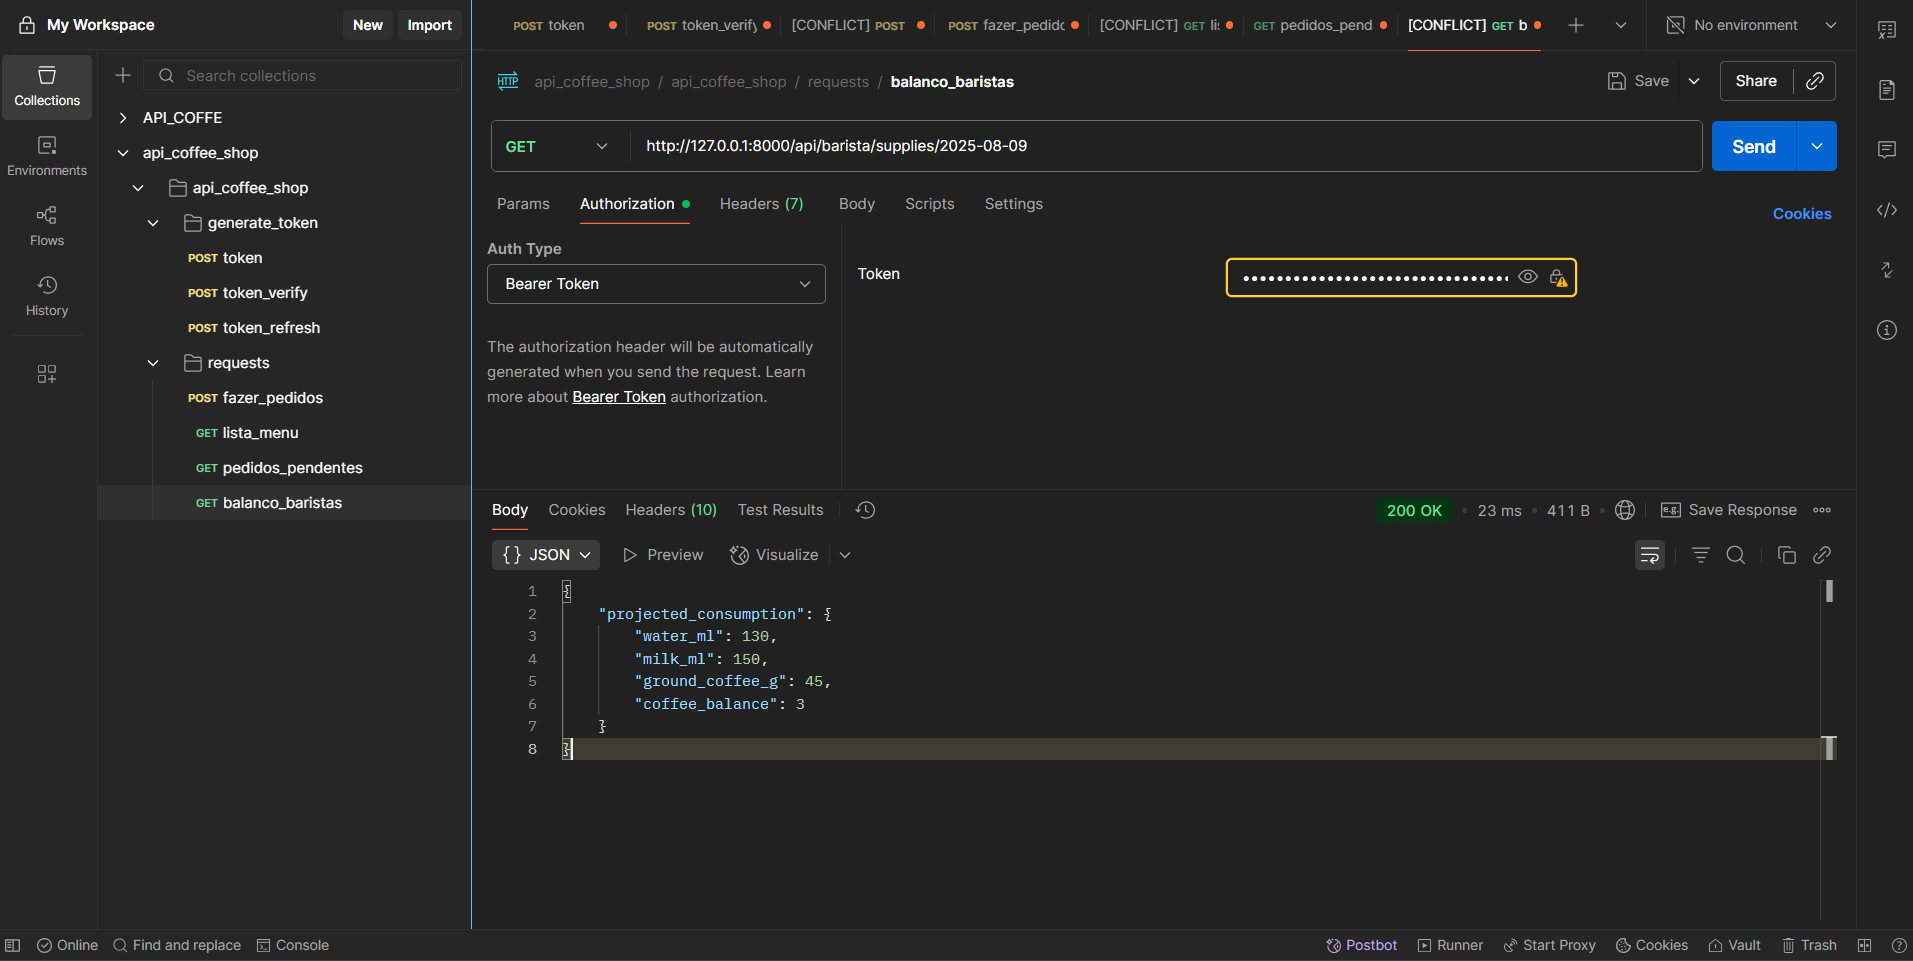 My Workspace
New
Import
POST token
POST token_verify
[CONFLICT] POST
POST fazer_pedido
[CONFLICT] GET
GET pedidos_pend
[CONFLICT] GET b
No environment
Collections
Environments
Flows
History
Search collections
API_COFFE
api_coffee_shop
api_coffee_shop
generate_token
POST token
POST token_verify
POST token_refresh
requests
POST fazer_pedidos
GET lista_menu
GET pedidos_pendentes
GET balanco_baristas
HTTP api_coffee_shop / api_coffee_shop / requests / balanco_baristas
Save
Share
GET
http://127.0.0.1:8000/api/barista/supplies/2025-08-09
Send
Params
Authorization
Headers (7)
Body
Scripts
Settings
Cookies
Auth Type
Bearer Token
The authorization header will be automatically
generated when you send the request. Learn
more about Bearer Token authorization.
Token
Body
Cookies
Headers (10)
Test Results
200 OK
23 ms
411 B
e.g.
Save Response
{} JSON
Preview
Visualize
1 {
2 "projected_consumption": {
3 "water_ml": 130,
4 "milk_ml": 150,
5 "ground_coffee_g": 45,
6 "coffee_balance": 3
7 }
8 }
Online
Find and replace
Console
Postbot
Runner
Start Proxy
Cookies
Vault
Trash